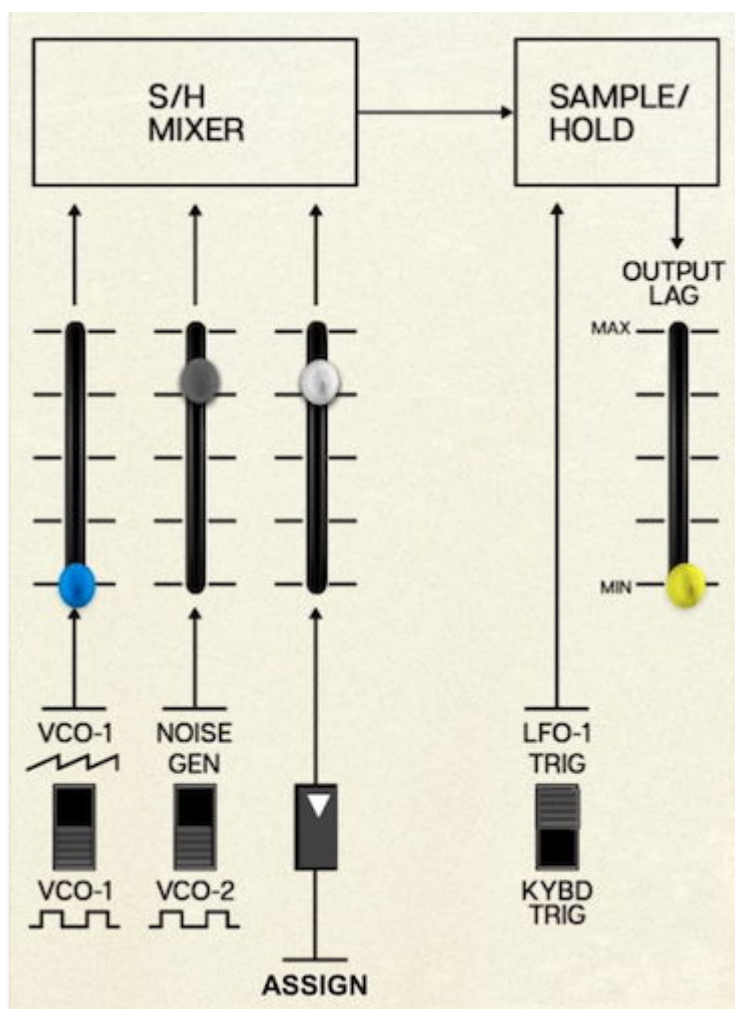 S/H
MIXER
SAMPLE/
HOLD
OUTPUT
LAG
MAX
MIN
VCO-1
NOISE
GEN
LFO-1
TRIG
VCO-1
VCO-2
KYBD
TRIG
ASSIGN